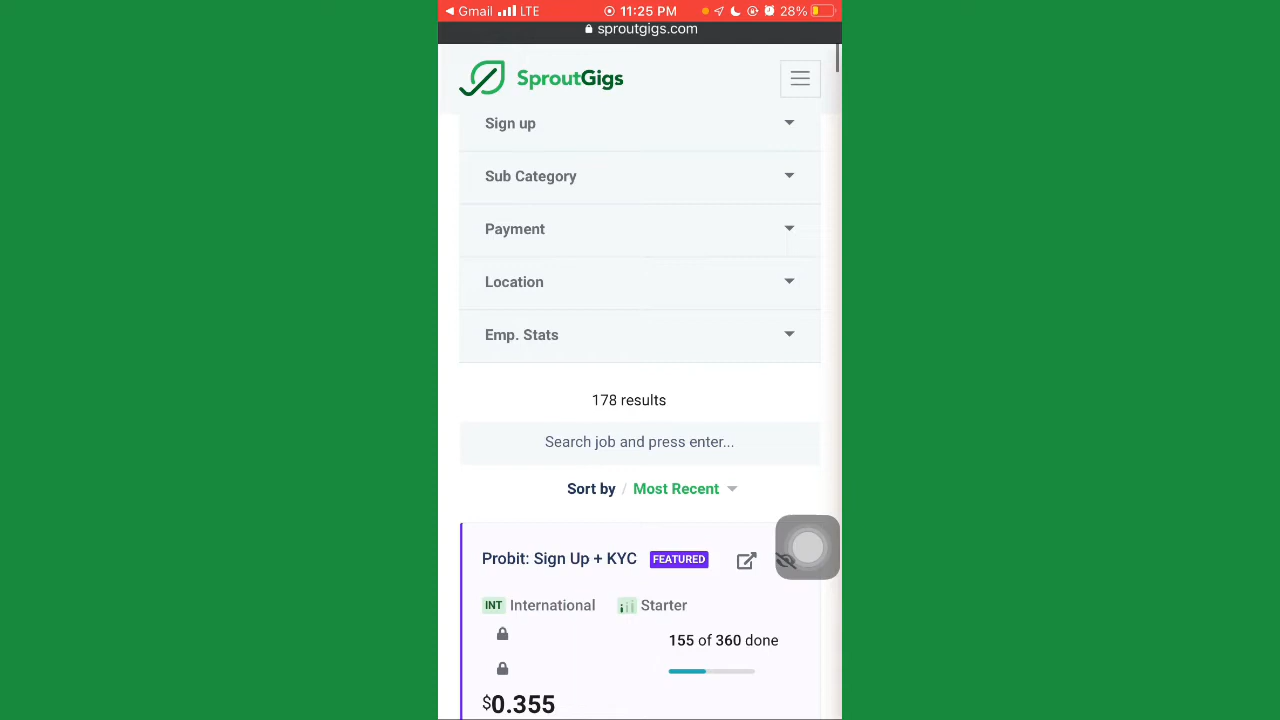 Gmail LTE 11:25 PM 28%
sproutgigs.com
SproutGigs
Sign up
Sub Category
Payment
Location
Emp. Stats
178 results
Search job and press enter...
Sort by / Most Recent
Probit: Sign Up + KYC FEATURED
INT International Starter
155 of 360 done
$0.355